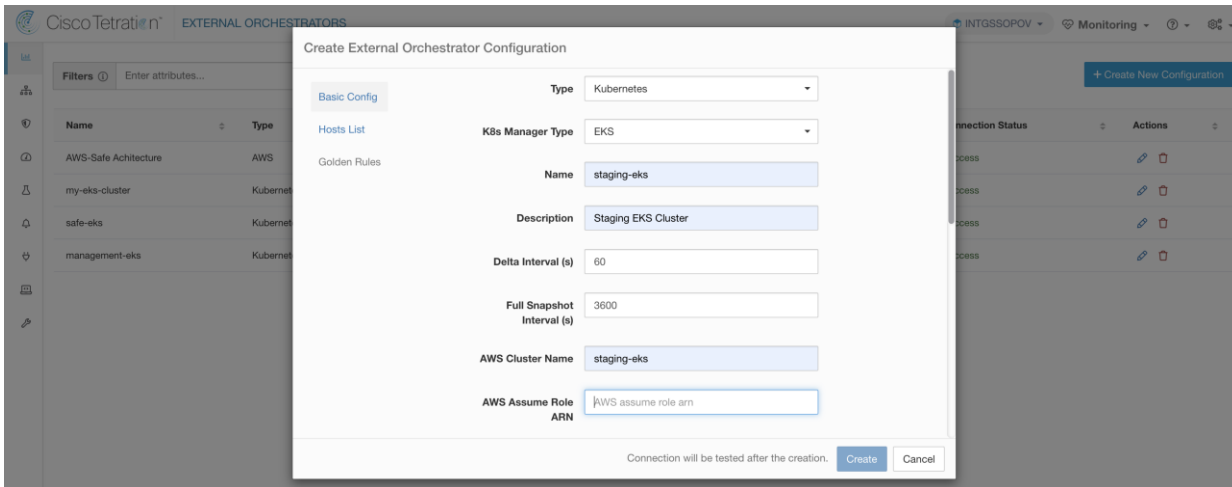 Cisco Tetration
EXTERNAL ORCHESTRATORS
INTGSSOPOV
Monitoring
Filters
Enter attributes...
+ Create New Configuration
Name Type nnection Status Actions
AWS-Safe Achitecture AWS ccess
my-eks-cluster Kubernet ccess
safe-eks Kubernet ccess
management-eks Kubernet ccess
Create External Orchestrator Configuration
Basic Config
Hosts List
Golden Rules
Type Kubernetes
K8s Manager Type EKS
Name staging-eks
Description Staging EKS Cluster
Delta Interval (s) 60
Full Snapshot
Interval (s) 3600
AWS Cluster Name staging-eks
AWS Assume Role
ARN AWS assume role arn
Connection will be tested after the creation. Create Cancel